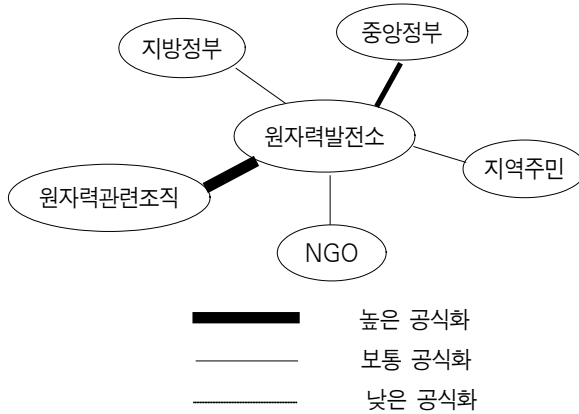 지방정부
중앙정부
원자력발전소
지역주민
원자력관련조직
NGO
높은 공식화
보통 공식화
낮은 공식화